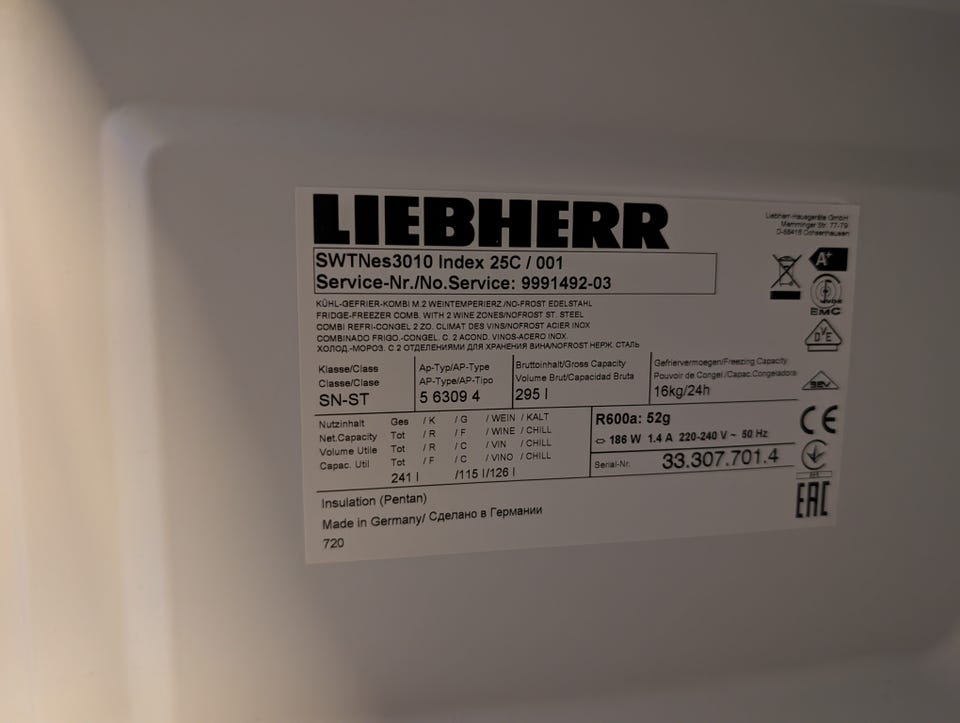 LIEBHERR
Liebherr Hausgeräte GmbH
Memminger Str. 77-79
D-88416 Ochsenhausen
SWTNes3010 Index 25C / 001
Service-Nr./No.Service: 9991492-03
A+
KÜHL-GEFRIER-KOMBI M.2 WEINTEMPERIERZ./NO-FROST EDELSTAHL
FRIDGE-FREEZER COMB. WITH 2 WINE ZONES/NOFROST ST. STEEL
COMBI REFRI-CONGEL 2 ZO. CLIMAT DES VINS/NOFROST ACIER INOX
COMBINADO FRIGO.-CONGEL. C. 2 ACOND. VINOS-ACERO INOX.
ХОЛОД.-МОРОЗ. С 2 ОТДЕЛЕНИЯМИ ДЛЯ ХРАНЕНИЯ ВИНА/NOFROST НЕРЖ. СТАЛЬ
EMC
VDE
SEV
Klasse/Class
Classe/Clase
SN-ST
Ap-Typ/AP-Type
AP-Type/AP-Tipo
5 6309 4
Bruttoinhalt/Gross Capacity
Volume Brut/Capacidad Bruta
295 l
Gefriervermoegen/Freezing Capacity
Pouvoir de Congel./Capac.Congeladora
16kg/24h
Nutzinhalt Ges / K / G / WEIN / KALT
Net.Capacity Tot / R / F / WINE / CHILL
Volume Utile Tot / R / C / VIN / CHILL
Capac. Util Tot / F / C / VINO / CHILL
241 l /115 l/126 l
R600a: 52g
186 W 1.4 A 220-240 V ~ 50 Hz
Serial-Nr. 33.307.701.4
CE
EAC
Insulation (Pentan)
Made in Germany/ Сделано в Германии
720